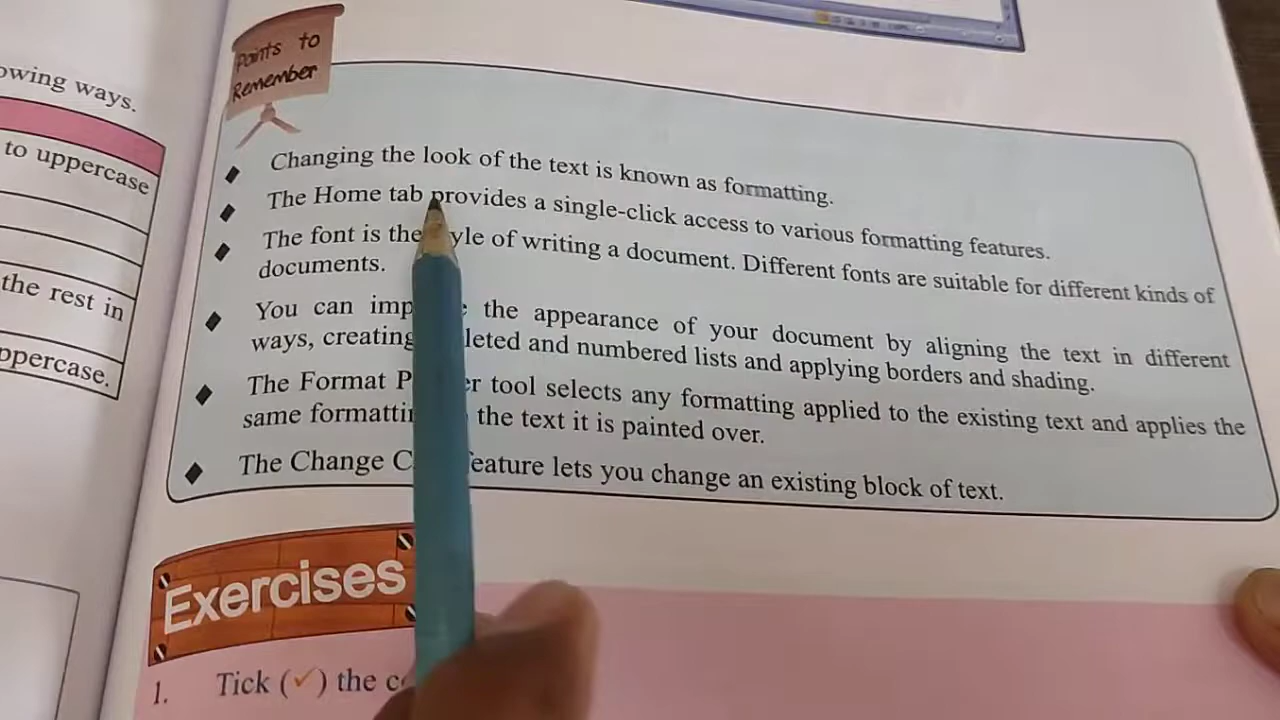 owing ways.
to uppercase
the rest in
ppercase.
Points to
Remember
Changing the look of the text is known as formatting.
The Home tab provides a single-click access to various formatting features.
The font is the yle of writing a document. Different fonts are suitable for different kinds of
documents.
You can imp the appearance of your document by aligning the text in different
ways, creating leted and numbered lists and applying borders and shading.
The Format P er tool selects any formatting applied to the existing text and applies the
same formatti the text it is painted over.
The Change C feature lets you change an existing block of text.
Exercises
1. Tick (✓) the c